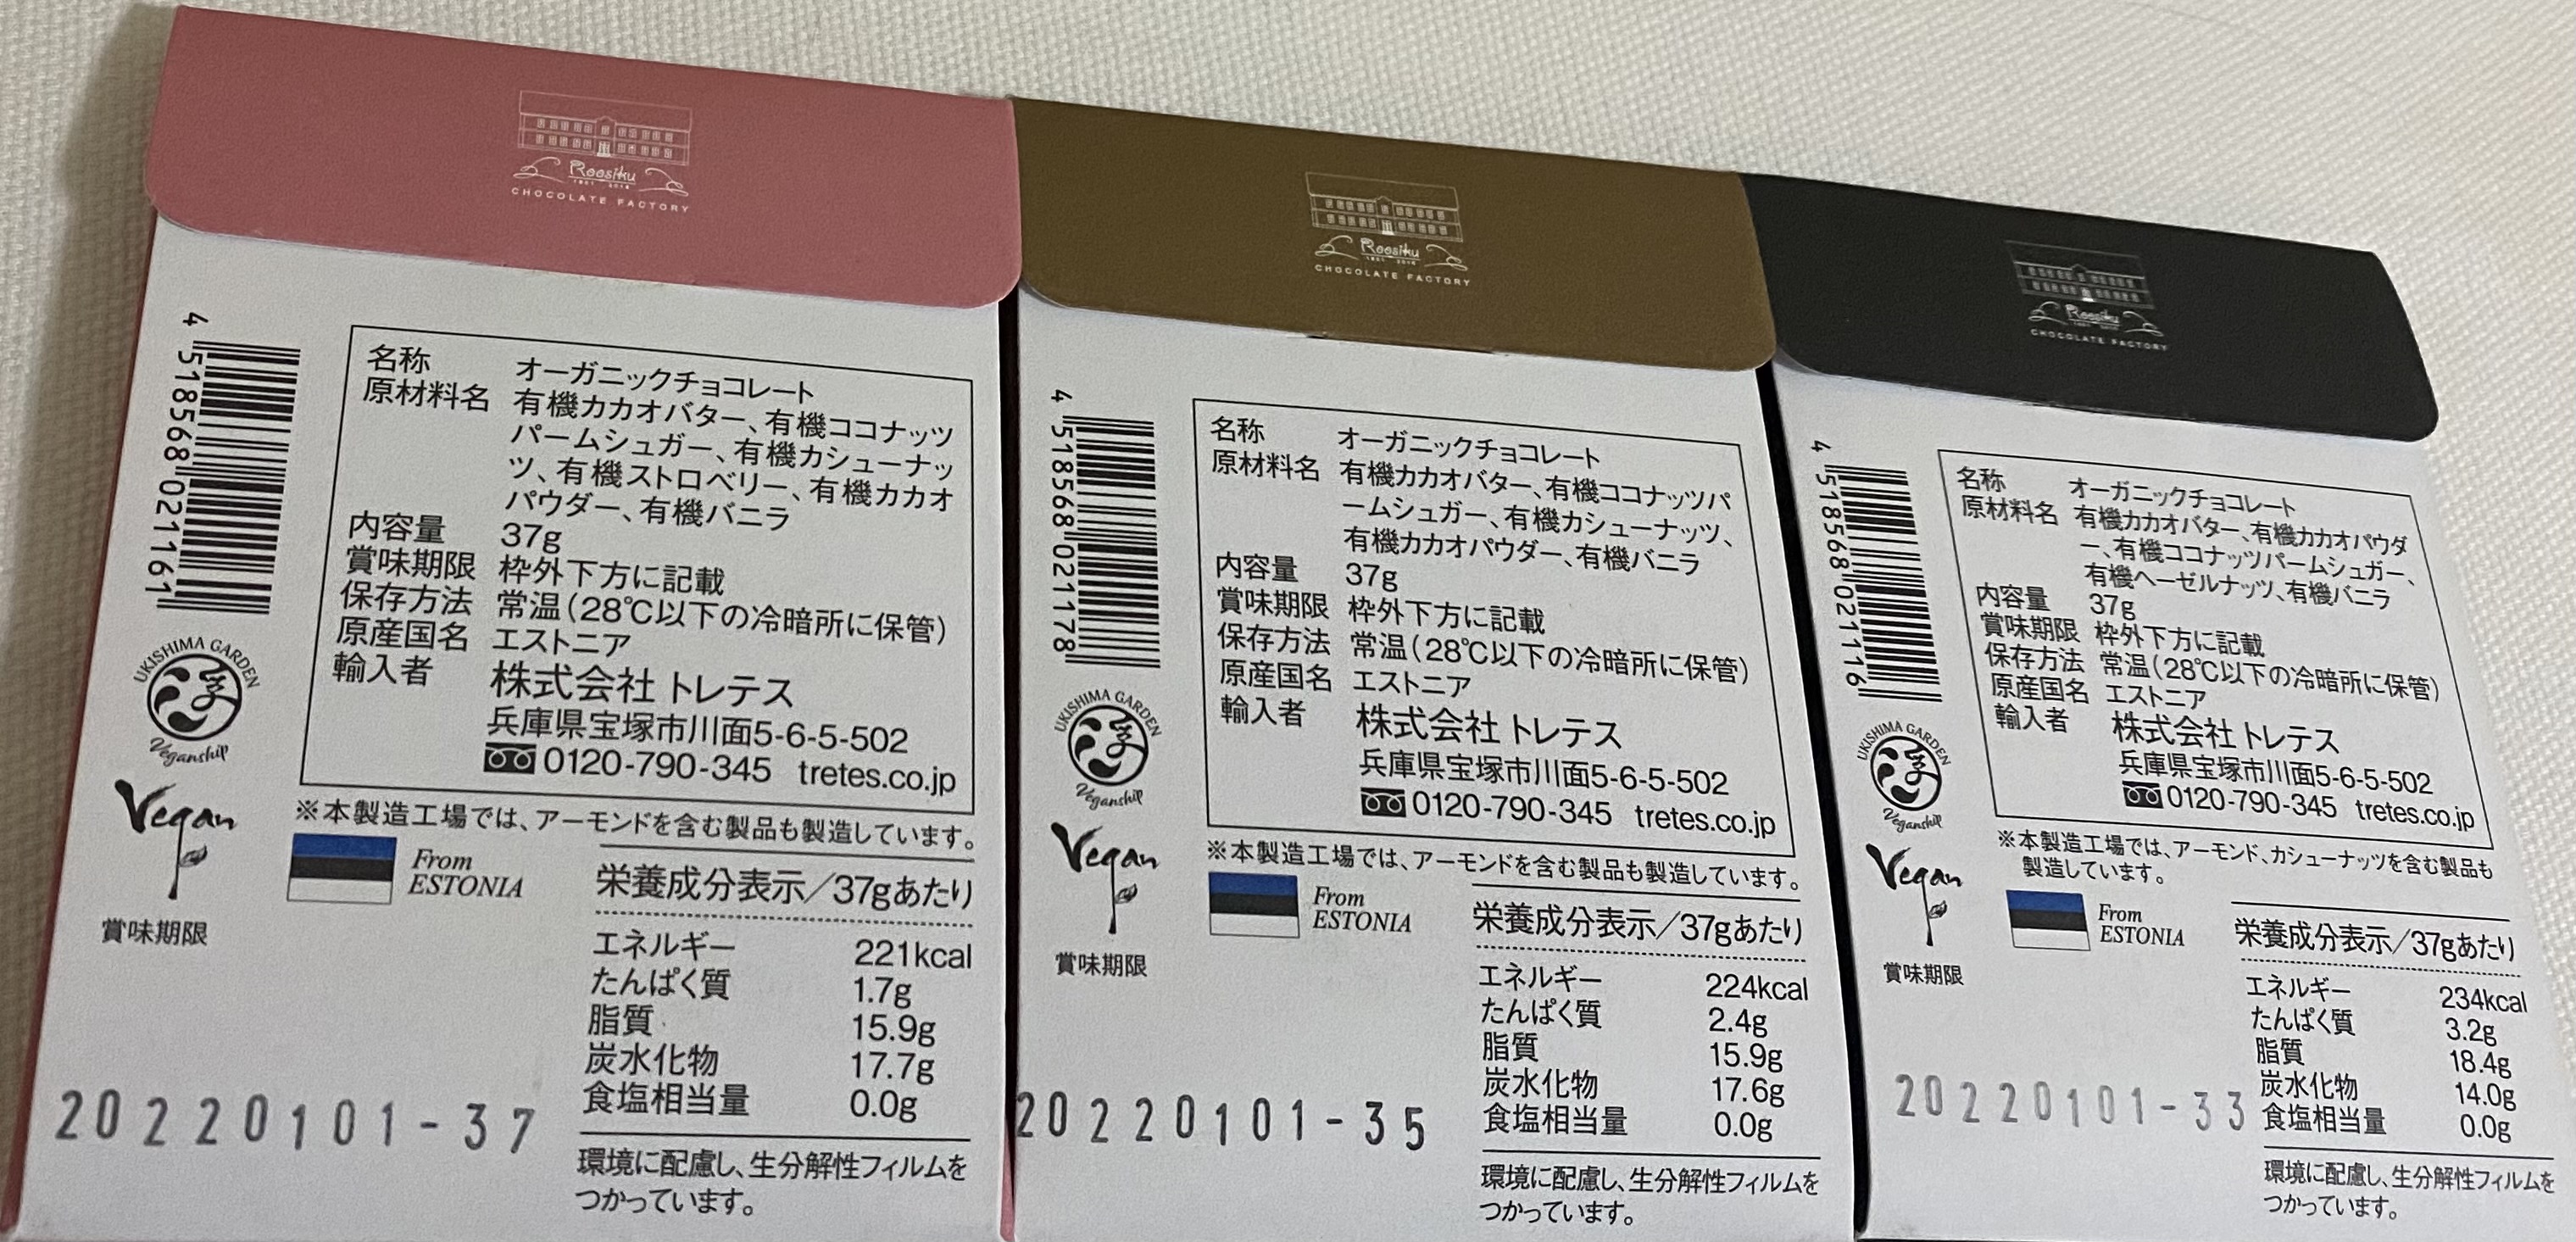 Roosiku
CHOCOLATE FACTORY
4 518568 021161
名称 オーガニックチョコレート
原材料名 有機カカオバター、有機ココナッツ
パームシュガー、有機カシューナッ
ツ、有機ストロベリー、有機カカオ
パウダー、有機バニラ
内容量 37g
賞味期限 枠外下方に記載
保存方法 常温(28℃以下の冷暗所に保管)
原産国名 エストニア
輸入者 株式会社 トレテス
兵庫県宝塚市川面5-6-5-502
0120-790-345 tretes.co.jp
UKISHIMA GARDEN
浮
Veganship
Vegan
※本製造工場では、アーモンドを含む製品も製造しています。
From
ESTONIA
賞味期限
栄養成分表示/37gあたり
エネルギー 221kcal
たんぱく質 1.7g
脂質 15.9g
炭水化物 17.7g
食塩相当量 0.0g
20220101-37
環境に配慮し、生分解性フィルムを
つかっています。
Roosiku
CHOCOLATE FACTORY
4 518568 021178
名称 オーガニックチョコレート
原材料名 有機カカオバター、有機ココナッツパ
ームシュガー、有機カシューナッツ、
有機カカオパウダー、有機バニラ
内容量 37g
賞味期限 枠外下方に記載
保存方法 常温(28℃以下の冷暗所に保管)
原産国名 エストニア
輸入者 株式会社 トレテス
兵庫県宝塚市川面5-6-5-502
0120-790-345 tretes.co.jp
UKISHIMA GARDEN
浮
Veganship
Vegan
※本製造工場では、アーモンドを含む製品も製造しています。
From
ESTONIA
賞味期限
栄養成分表示/37gあたり
エネルギー 224kcal
たんぱく質 2.4g
脂質 15.9g
炭水化物 17.6g
食塩相当量 0.0g
20220101-35
環境に配慮し、生分解性フィルムを
つかっています。
Roosiku
CHOCOLATE FACTORY
4 518568 021116
名称 オーガニックチョコレート
原材料名 有機カカオバター、有機カカオパウダ
ー、有機ココナッツパームシュガー、
有機ヘーゼルナッツ、有機バニラ
内容量 37g
賞味期限 枠外下方に記載
保存方法 常温(28℃以下の冷暗所に保管)
原産国名 エストニア
輸入者 株式会社 トレテス
兵庫県宝塚市川面5-6-5-502
0120-790-345 tretes.co.jp
UKISHIMA GARDEN
浮
Veganship
Vegan
※本製造工場では、アーモンド、カシューナッツを含む製品も
製造しています。
From
ESTONIA
賞味期限
栄養成分表示/37gあたり
エネルギー 234kcal
たんぱく質 3.2g
脂質 18.4g
炭水化物 14.0g
食塩相当量 0.0g
20220101-33
環境に配慮し、生分解性フィルムを
つかっています。